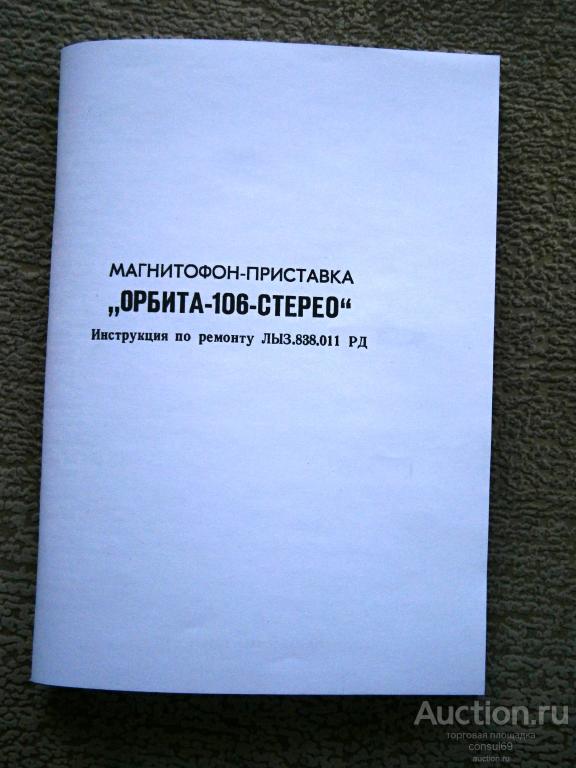 МАГНИТОФОН-ПРИСТАВКА
„ОРБИТА-106-СТЕРЕО“
Инструкция по ремонту ЛЫ3.838.011 РД
Auction.ru
торговая площадка
consul69
auction.ru